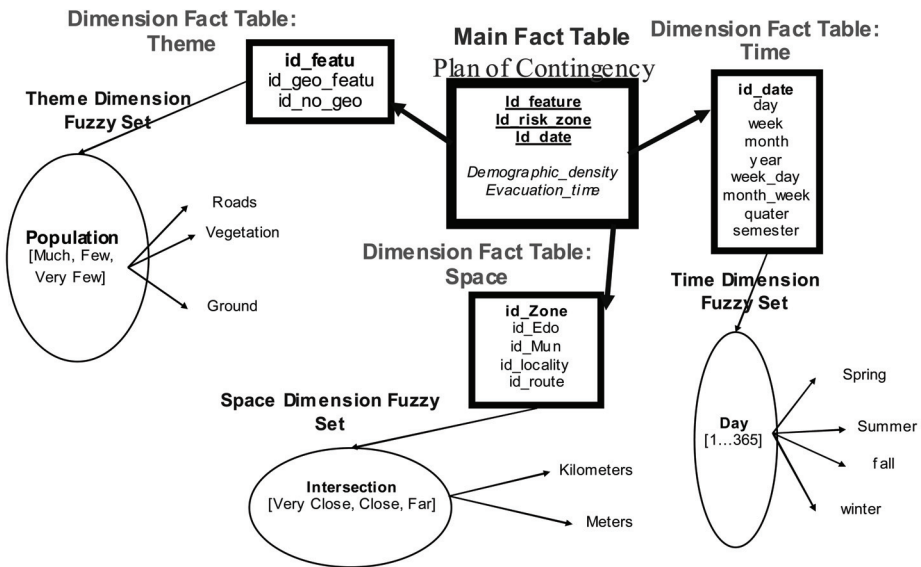 Dimension Fact Table:
Theme
id_featu
id_geo_featu
id_no_geo
Main Fact Table
Plan of Contingency
Id_feature
Id_risk_zone
Id_date
Demographic_density
Evacuation_time
Dimension Fact Table:
Time
id_date
day
week
month
year
week_day
month_week
quater
semester
Theme Dimension
Fuzzy Set
Population
[Much, Few,
Very Few]
Roads
Vegetation
Ground
Dimension Fact Table:
Space
id_Zone
id_Edo
id_Mun
id_locality
id_route
Space Dimension Fuzzy
Set
Intersection
[Very Close, Close, Far]
Kilometers
Meters
Time Dimension
Fuzzy Set
Day
[1...365]
Spring
Summer
fall
winter